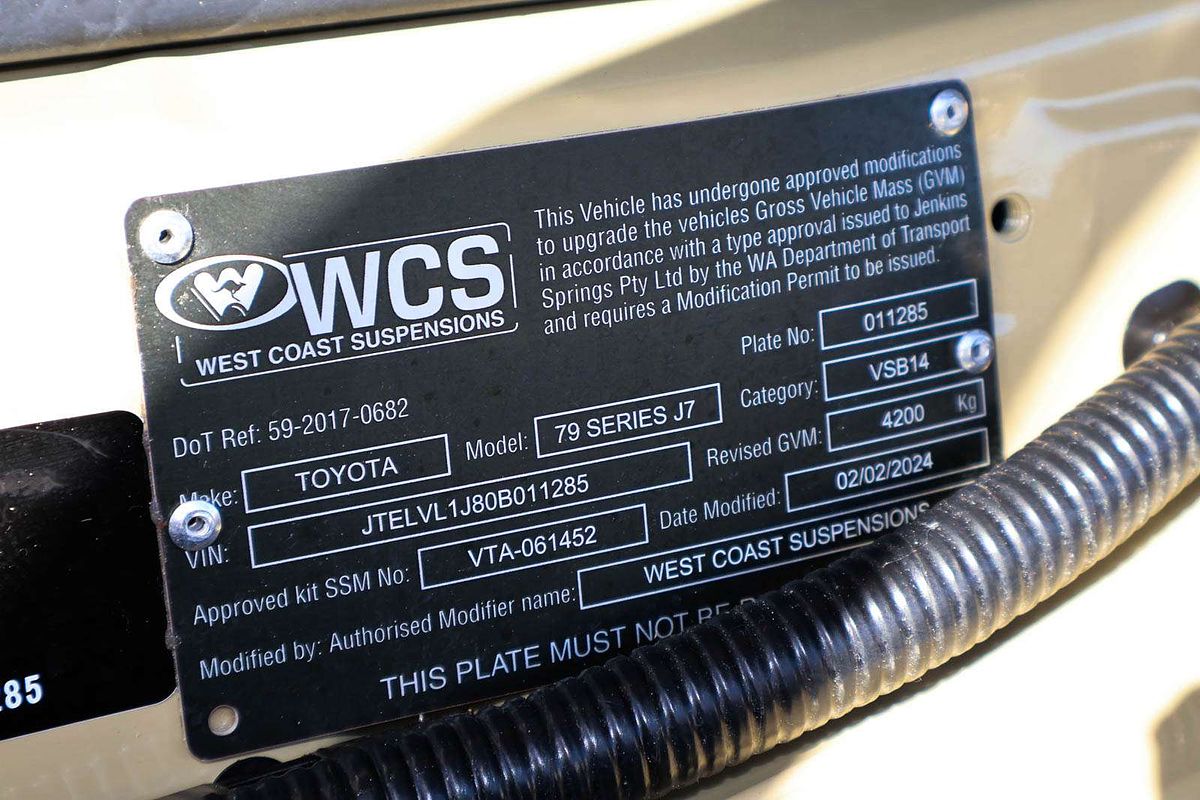 This Vehicle has undergone approved modifications
to upgrade the vehicles Gross Vehicle Mass (GVM)
in accordance with a type approval issued to Jenkins
Springs Pty Ltd by the WA Department of Transport
and requires a Modification Permit to be issued.
WCS
WEST COAST SUSPENSIONS
Plate No: 011285
DoT Ref: 59-2017-0682
Category: VSB14
Make: TOYOTA
Model: 79 SERIES J7
Revised GVM: 4200 Kg
VIN: JTELVL1J80B011285
Date Modified: 02/02/2024
Approved kit SSM No: VTA-061452
Modified by: Authorised Modifier name: WEST COAST SUSPENSIONS
THIS PLATE MUST NOT BE
85